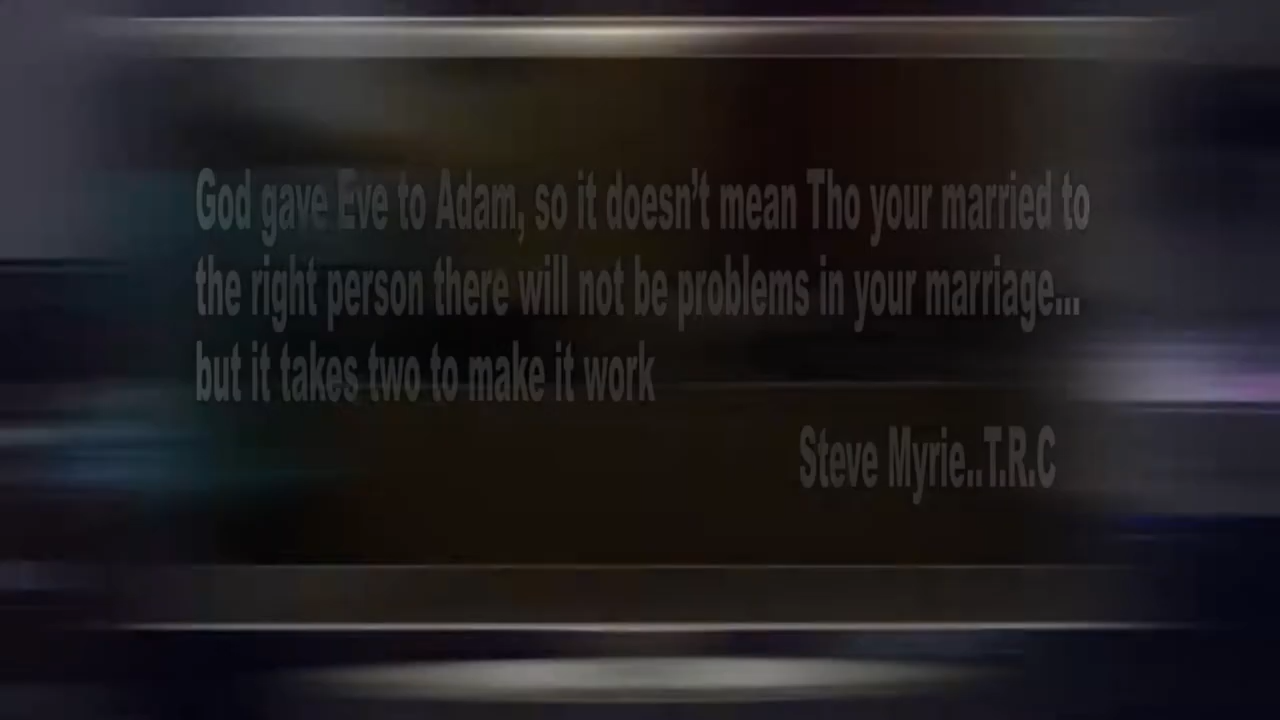 God gave Eve to Adam, so it doesn't mean Tho your married to
the right person there will not be problems in your marriage...
but it takes two to make it work
Steve Myrie..T.R.C